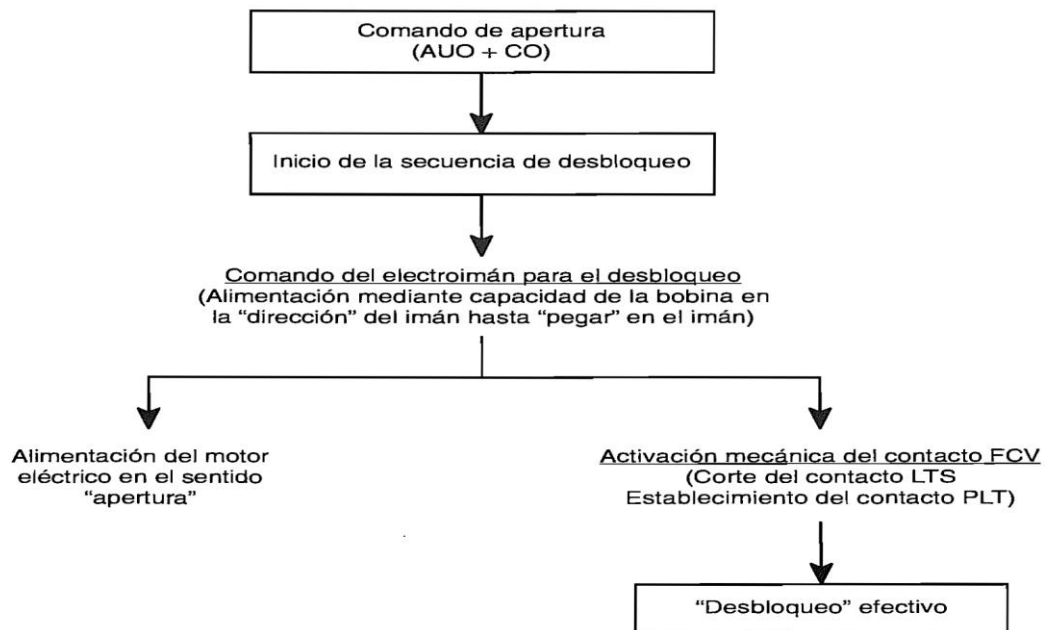 Comando de apertura
(AUO + CO)
Inicio de la secuencia de desbloqueo
Comando del electroimán para el desbloqueo
(Alimentación mediante capacidad de la bobina en
la “dirección” del imán hasta “pegar” en el imán)
Alimentación del motor
eléctrico en el sentido
“apertura”
Activación mecánica del contacto FCV
(Corte del contacto LTS
Establecimiento del contacto PLT)
“Desbloqueo” efectivo